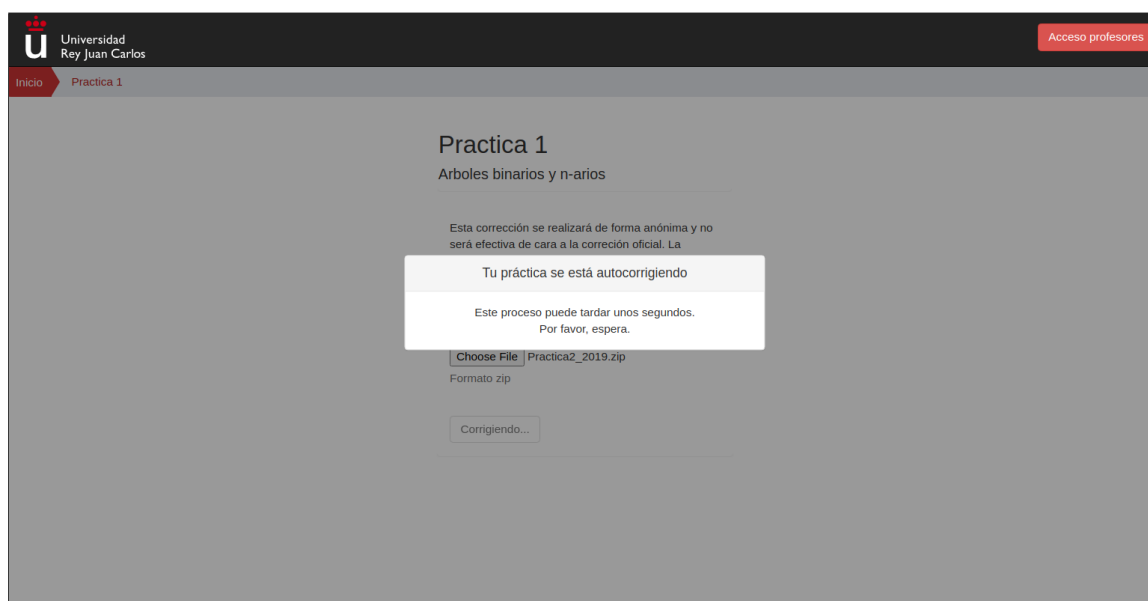 Universidad
Rey Juan Carlos
Acceso profesores
Inicio
Practica 1
Practica 1
Arboles binarios y n-arios
Esta corrección se realizará de forma anónima y no
será efectiva de cara a la correción oficial. La
Tu práctica se está autocorrigiendo
Este proceso puede tardar unos segundos.
Por favor, espera.
Choose File Practica2_2019.zip
Formato zip
Corrigiendo...